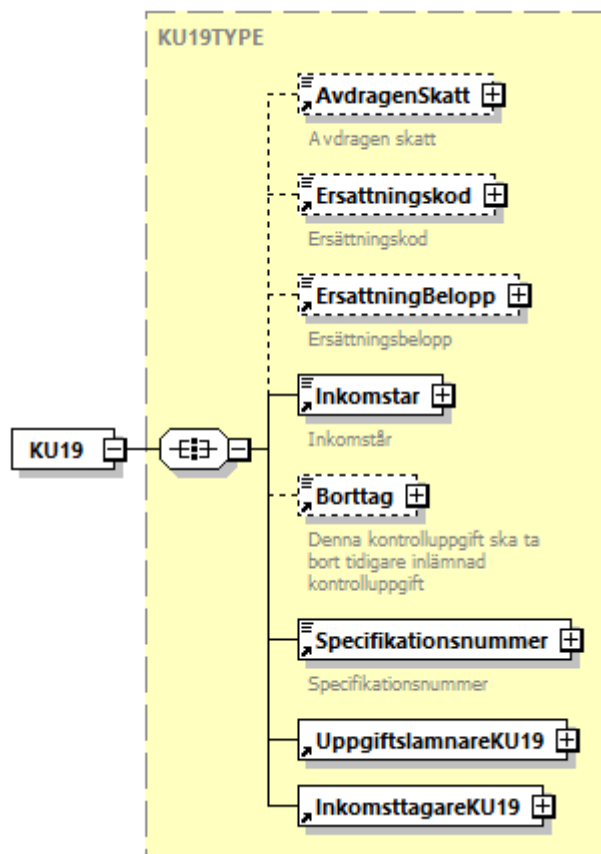 KU19TYPE
AvdragenSkatt
Avdragen skatt
Ersattningskod
Ersättningskod
ErsattningBelopp
Ersättningsbelopp
Inkomstar
Inkomstår
KU19
Borttag
Denna kontrolluppgift ska ta
bort tidigare inlämnad
kontrolluppgift
Specifikationsnummer
Specifikationsnummer
UppgiftslamnareKU19
InkomsttagareKU19